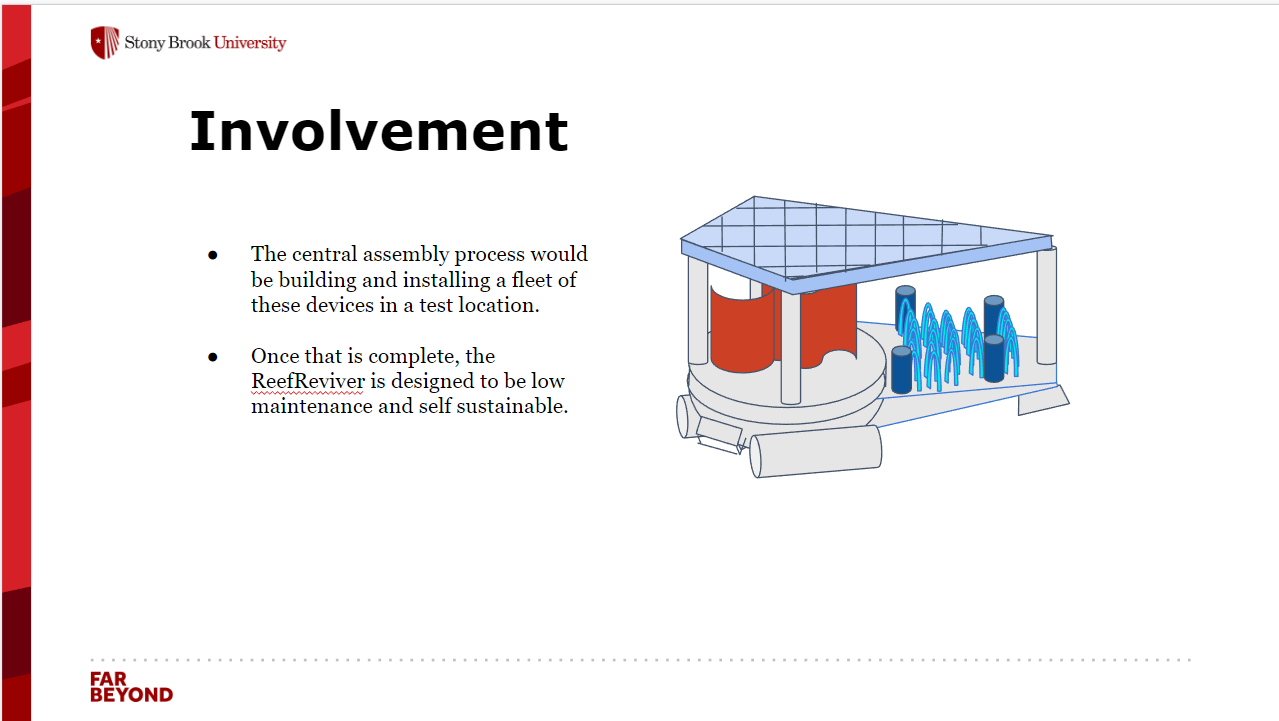 Stony Brook University
Involvement
● The central assembly process would
be building and installing a fleet of
these devices in a test location.
● Once that is complete, the
ReefReviver is designed to be low
maintenance and self sustainable.
FAR
BEYOND